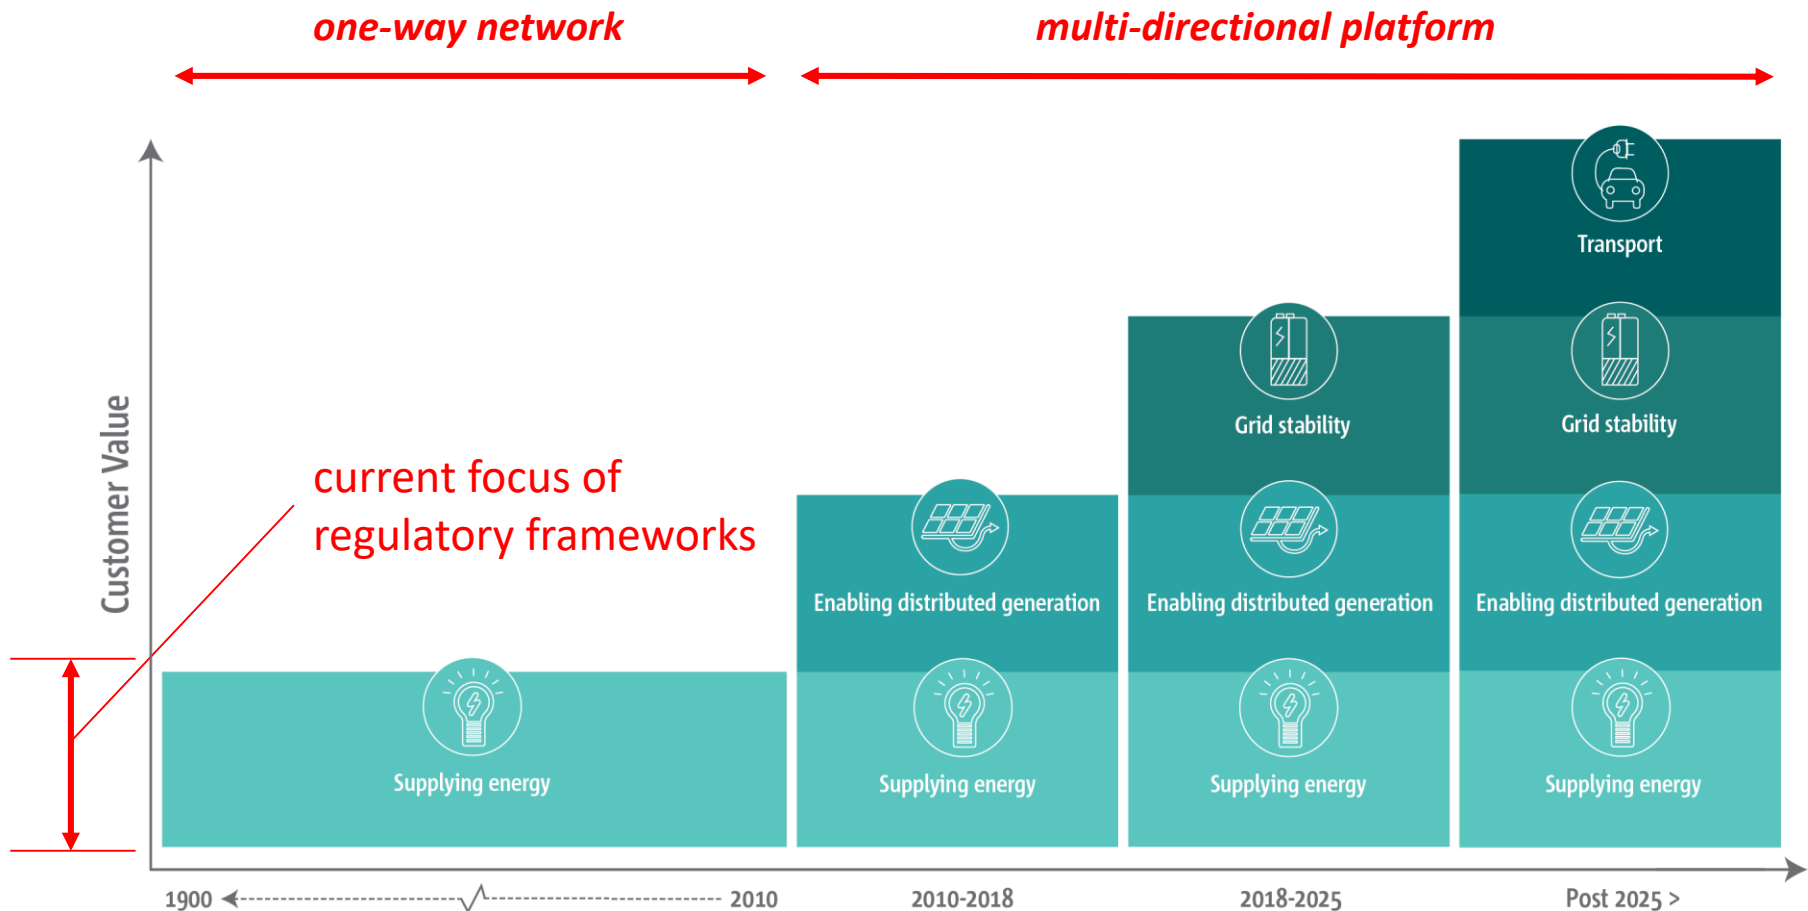 one-way network
multi-directional platform
Transport
Grid stability
Grid stability
Customer Value
current focus of
regulatory frameworks
Enabling distributed generation
Enabling distributed generation
Enabling distributed generation
Supplying energy
Supplying energy
Supplying energy
Supplying energy
1900
2010
2010-2018
2018-2025
Post 2025 >